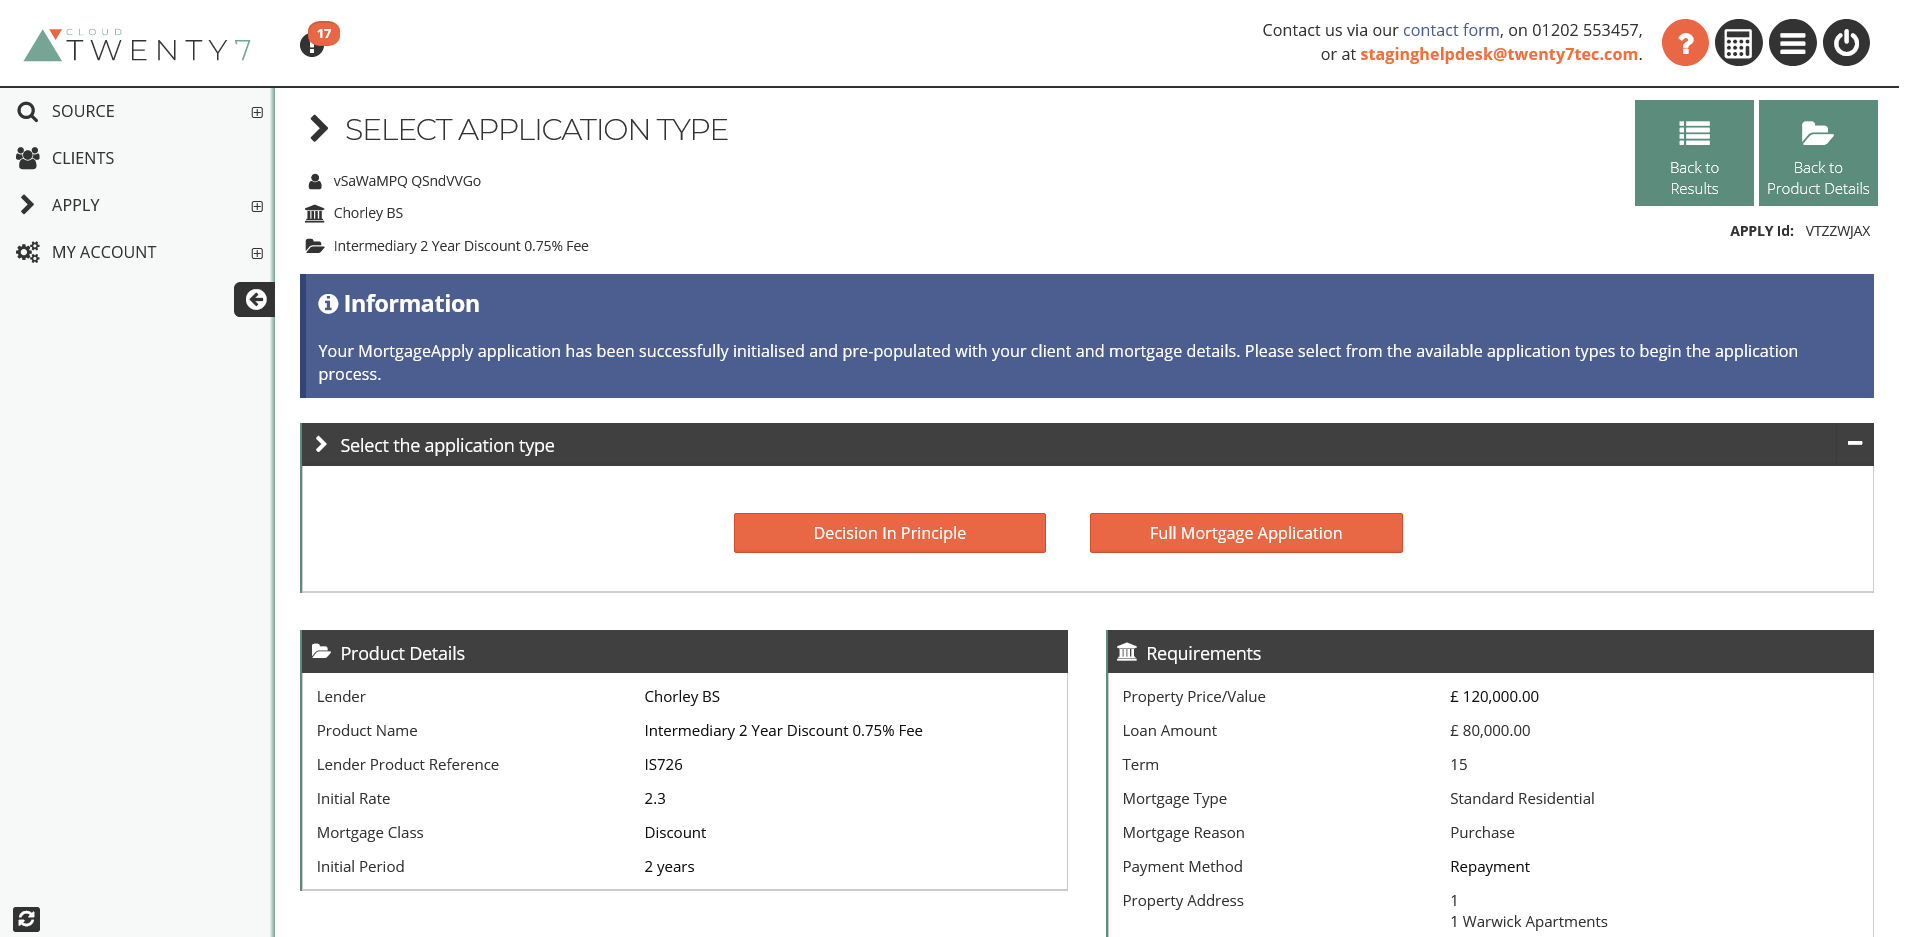 CLOUD
TWENTY7
17
Contact us via our contact form, on 01202 553457,
or at staginghelpdesk@twenty7tec.com.
SOURCE
CLIENTS
APPLY
MY ACCOUNT
SELECT APPLICATION TYPE
vSaWaMPQ QSndVVGo
Chorley BS
Intermediary 2 Year Discount 0.75% Fee
Back to
Results
Back to
Product Details
APPLY Id: VTZZWJAX
Information
Your MortgageApply application has been successfully initialised and pre-populated with your client and mortgage details. Please select from the available application types to begin the application
process.
Select the application type
Decision In Principle
Full Mortgage Application
Product Details
Lender Chorley BS
Product Name Intermediary 2 Year Discount 0.75% Fee
Lender Product Reference IS726
Initial Rate 2.3
Mortgage Class Discount
Initial Period 2 years
Requirements
Property Price/Value £ 120,000.00
Loan Amount £ 80,000.00
Term 15
Mortgage Type Standard Residential
Mortgage Reason Purchase
Payment Method Repayment
Property Address 1
1 Warwick Apartments